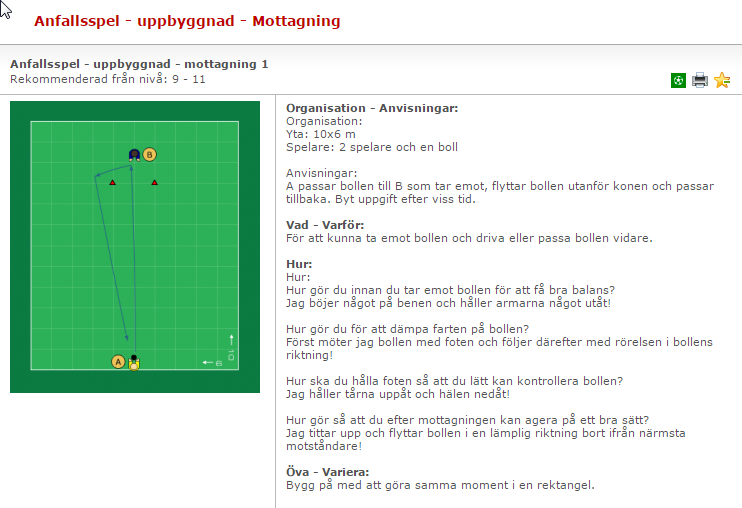 Anfallsspel - uppbyggnad - Mottagning
Anfallsspel - uppbyggnad - mottagning 1
Rekommenderad från nivå: 9 - 11
B
A
Organisation - Anvisningar:
Organisation:
Yta: 10x6 m
Spelare: 2 spelare och en boll
Anvisningar:
A passar bollen till B som tar emot, flyttar bollen utanför konen och passar
tillbaka. Byt uppgift efter viss tid.
Vad - Varför:
För att kunna ta emot bollen och driva eller passa bollen vidare.
Hur:
Hur:
Hur gör du innan du tar emot bollen för att få bra balans?
Jag böjer något på benen och håller armarna något utåt!
Hur gör du för att dämpa farten på bollen?
Först möter jag bollen med foten och följer därefter med rörelsen i bollens
riktning!
Hur ska du hålla foten så att du lätt kan kontrollera bollen?
Jag håller tårna uppåt och hälen nedåt!
Hur gör så att du efter mottagningen kan agera på ett bra sätt?
Jag tittar upp och flyttar bollen i en lämplig riktning bort ifrån närmsta
motståndare!
Öva - Variera:
Bygg på med att göra samma moment i en rektangel.